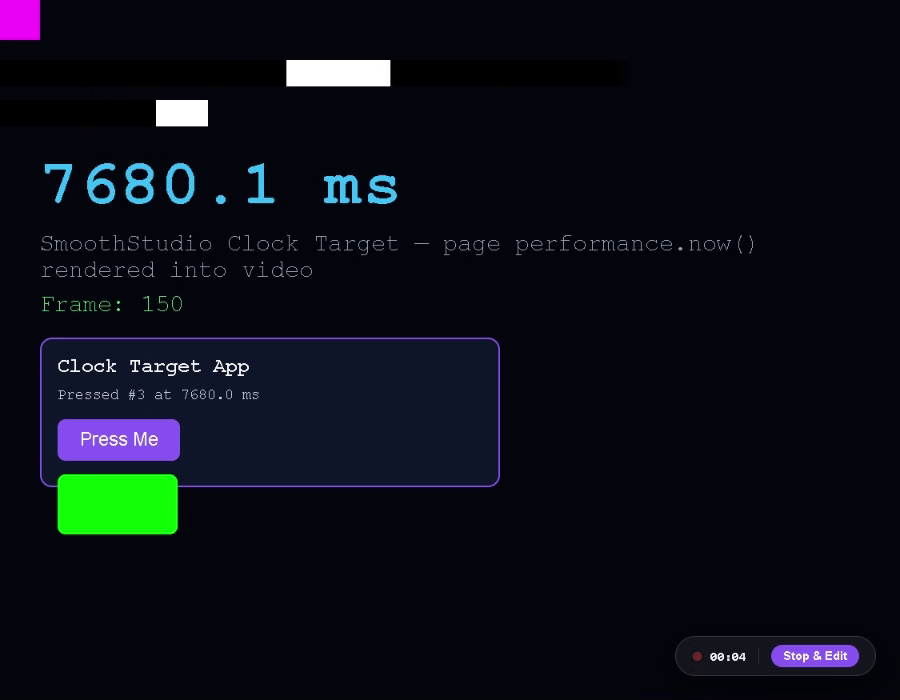 7680.1 ms
SmoothStudio Clock Target — page performance.now()
rendered into video
Frame: 150
Clock Target App
Pressed #3 at 7680.0 ms
Press Me
00:04
Stop & Edit